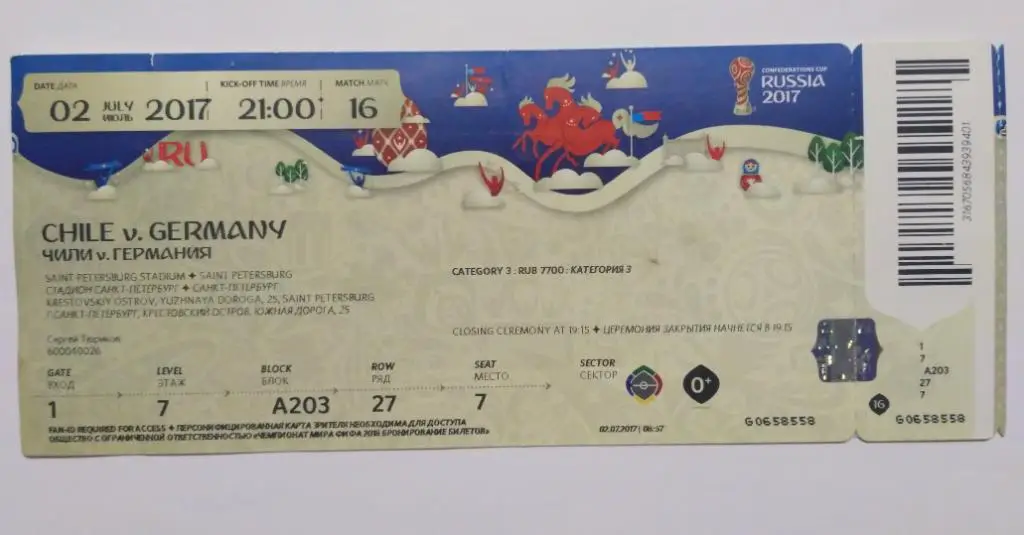 DATE ДАТА
02 JULY ИЮЛЬ 2017
KICK-OFF TIME ВРЕМЯ
21:00
MATCH МАТЧ
16
CONFEDERATIONS CUP
RUSSIA
2017
RU
CHILE v. GERMANY
ЧИЛИ v. ГЕРМАНИЯ
SAINT PETERSBURG STADIUM ✦ SAINT PETERSBURG
СТАДИОН САНКТ-ПЕТЕРБУРГ ✦ САНКТ-ПЕТЕРБУРГ
KRESTOVSKIY OSTROV, YUZHNAYA DOROGA, 25, SAINT PETERSBURG
Г.САНКТ-ПЕТЕРБУРГ, КРЕСТОВСКИЙ ОСТРОВ, ЮЖНАЯ ДОРОГА, 25
CATEGORY 3 : RUB 7700 : КАТЕГОРИЯ 3
CLOSING CEREMONY AT 19:15 ✦ ЦЕРЕМОНИЯ ЗАКРЫТИЯ НАЧНЕТСЯ В 19:15
Сергей
600040026
GATE
ВХОД
1
LEVEL
ЭТАЖ
7
BLOCK
БЛОК
A203
ROW
РЯД
27
SEAT
МЕСТО
7
SECTOR
СЕКТОР
0+
FAN-ID REQUIRED FOR ACCESS ✦ ПЕРСОНИФИЦИРОВАННАЯ КАРТА ЗРИТЕЛЯ НЕОБХОДИМА ДЛЯ ДОСТУПА
ОБЩЕСТВО С ОГРАНИЧЕННОЙ ОТВЕТСТВЕННОСТЬЮ «ЧЕМПИОНАТ МИРА ФИФА 2018 БРОНИРОВАНИЕ БИЛЕТОВ»
02.07.2017 | 06:57
G0658558
3167056843939401
1
7
A203
27
7
16
G0658558